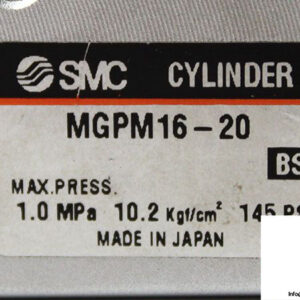 SMC CYLINDER
MGPM16-20
BS
MAX.PRESS.
1.0 MPa 10.2 Kgf/cm² 145 PS
MADE IN JAPAN